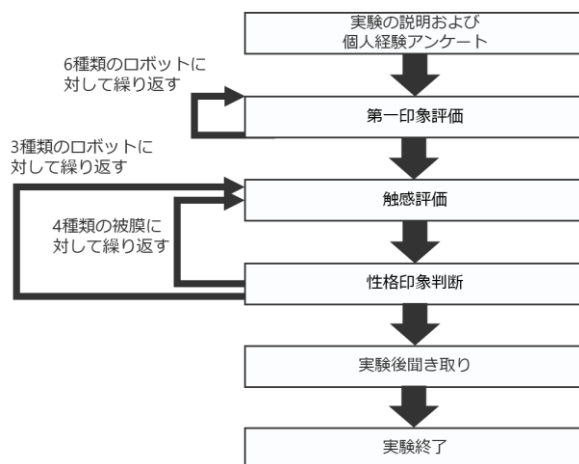 実験の説明および
個人経験アンケート
6種類のロボットに
対して繰り返す
第一印象評価
3種類のロボットに
対して繰り返す
触感評価
4種類の被膜に
対して繰り返す
性格印象判断
実験後聞き取り
実験終了